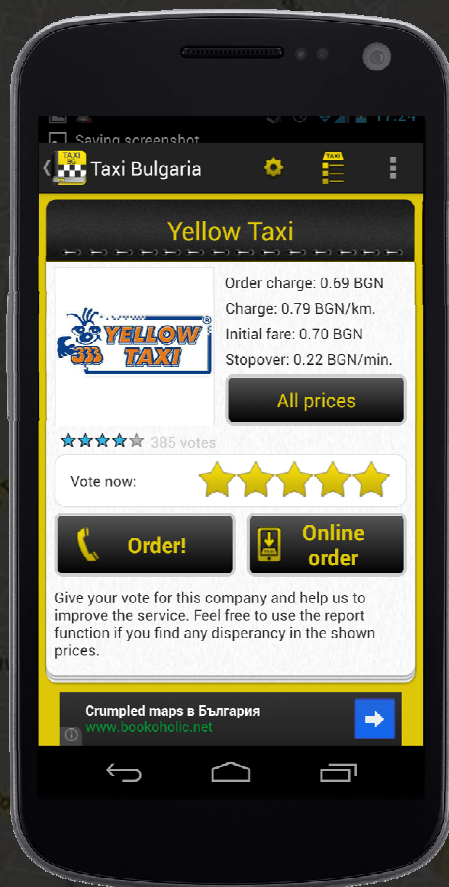 17:24
Saving screenshot
TAXI
BG
Taxi Bulgaria
TAXI
Yellow Taxi
Order charge: 0.69 BGN
Charge: 0.79 BGN/km.
Initial fare: 0.70 BGN
Stopover: 0.22 BGN/min.
YELLOW
333 TAXI
®
All prices
385 votes
Vote now:
Order!
Online
order
Give your vote for this company and help us to
improve the service. Feel free to use the report
function if you find any disperancy in the shown
prices.
Crumpled maps в България
www.bookoholic.net